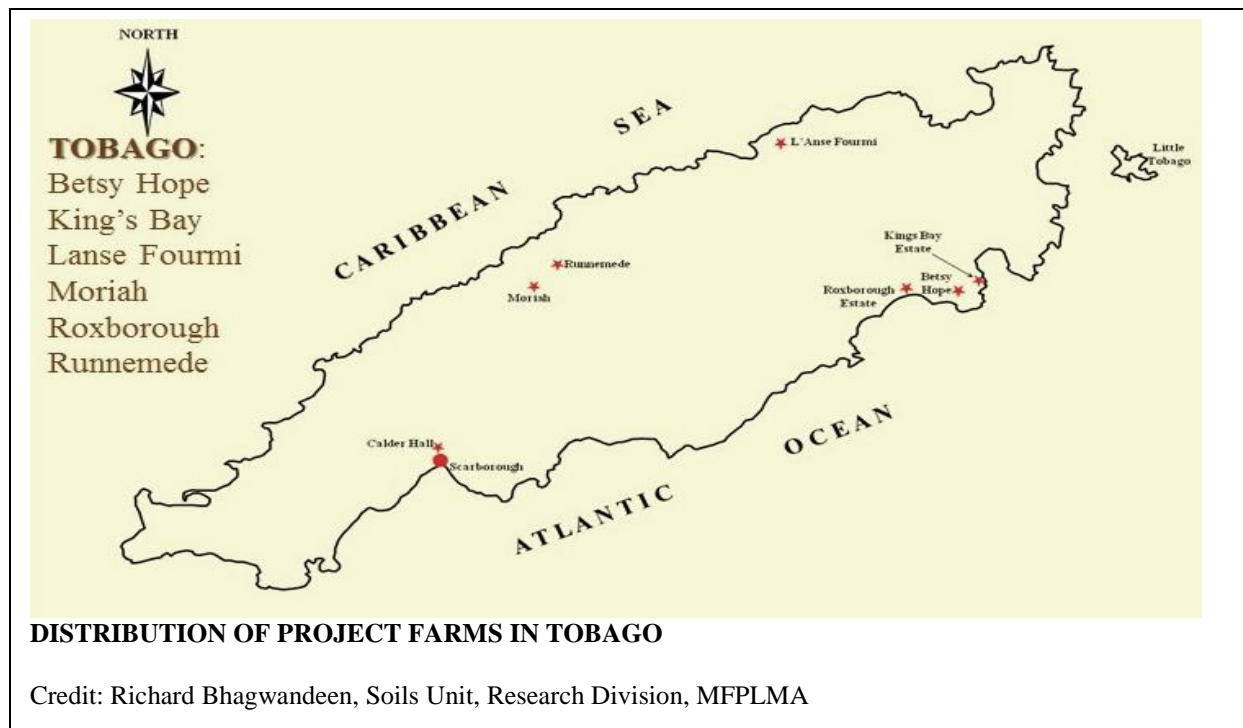 NORTH
TOBAGO:
Betsy Hope
King's Bay
Lanse Fourmi
Moriah
Roxborough
Runnemede
CARIBBEAN SEA
L'Anse Fourmi
Little
Tobago
Kings Bay
Estate
Runnemede
Moriah
Roxborough
Estate
Betsy
Hope
Calder Hall
Scarborough
ATLANTIC OCEAN
DISTRIBUTION OF PROJECT FARMS IN TOBAGO
Credit: Richard Bhagwandeen, Soils Unit, Research Division, MFPLMA